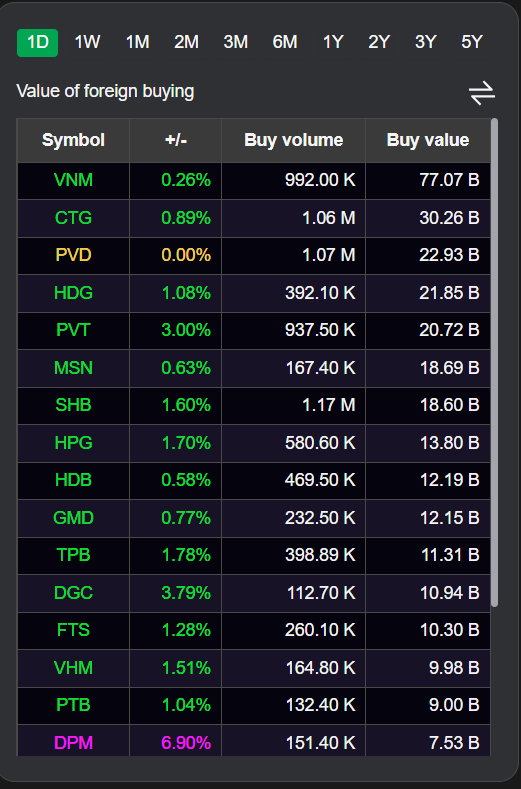 1D 1W 1M 2M 3M 6M 1Y 2Y 3Y 5Y
Value of foreign buying
Symbol +/- Buy volume Buy value
VNM 0.26% 992.00 K 77.07 B
CTG 0.89% 1.06 M 30.26 B
PVD 0.00% 1.07 M 22.93 B
HDG 1.08% 392.10 K 21.85 B
PVT 3.00% 937.50 K 20.72 B
MSN 0.63% 167.40 K 18.69 B
SHB 1.60% 1.17 M 18.60 B
HPG 1.70% 580.60 K 13.80 B
HDB 0.58% 469.50 K 12.19 B
GMD 0.77% 232.50 K 12.15 B
TPB 1.78% 398.89 K 11.31 B
DGC 3.79% 112.70 K 10.94 B
FTS 1.28% 260.10 K 10.30 B
VHM 1.51% 164.80 K 9.98 B
PTB 1.04% 132.40 K 9.00 B
DPM 6.90% 151.40 K 7.53 B